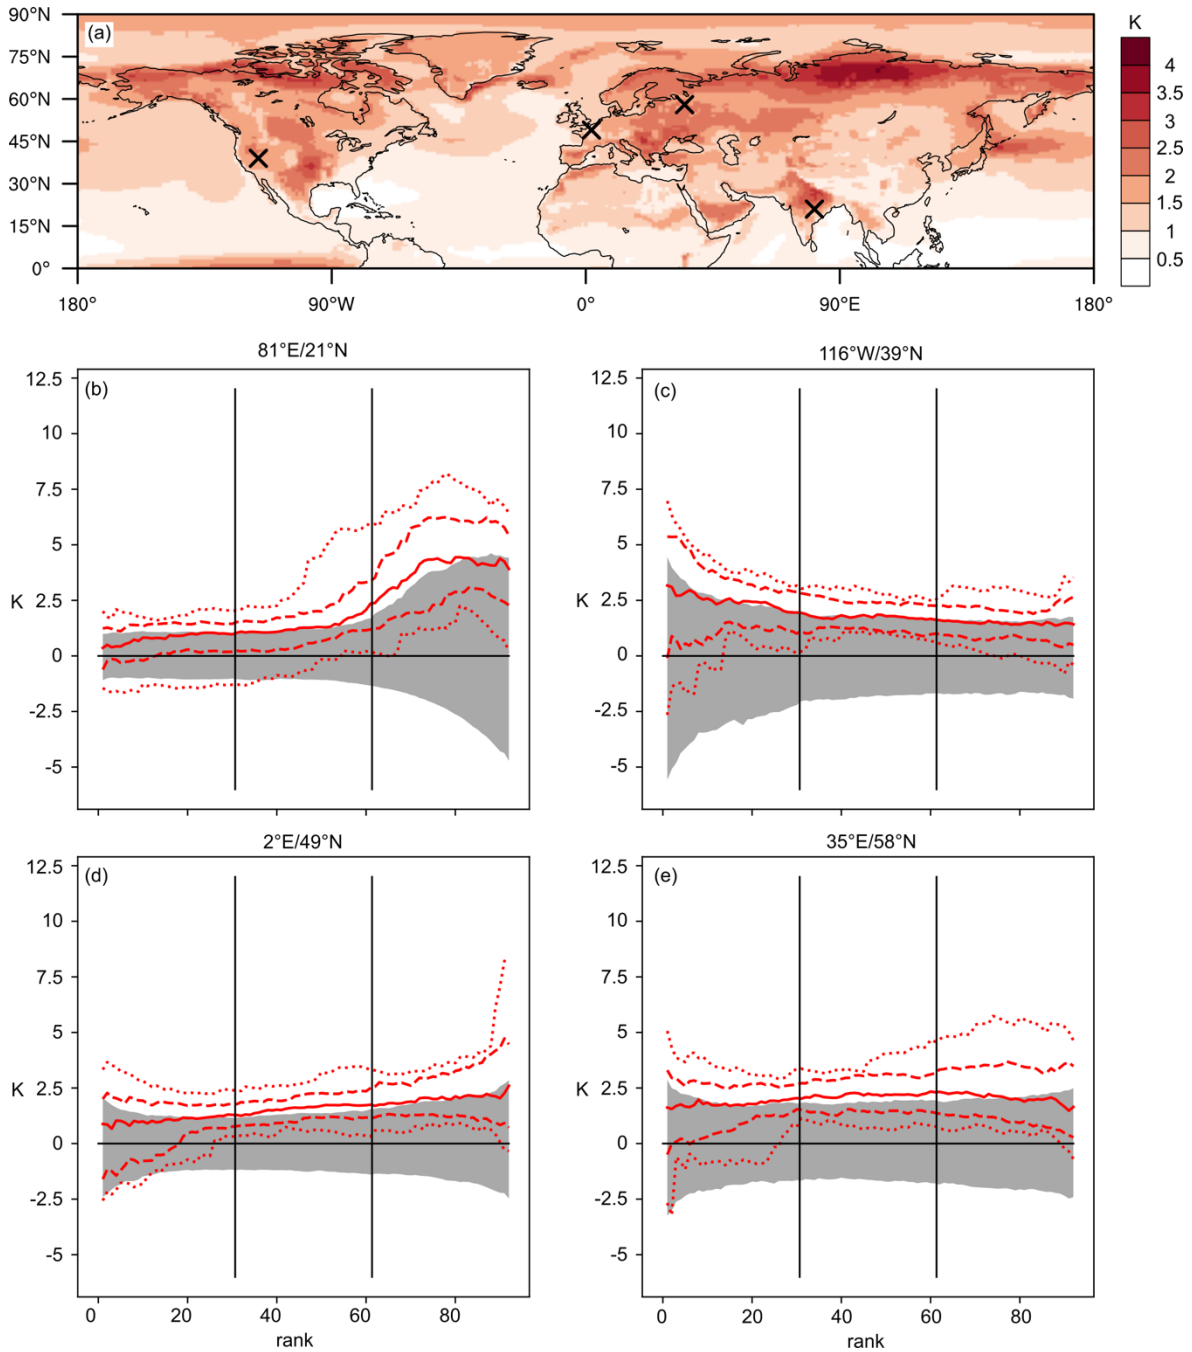 90°N
(a)
K
75°N
4
60°N
3.5
3
45°N
2.5
2
30°N
1.5
15°N
1
0.5
0°
180°
90°W
0°
90°E
180°
81°E/21°N
116°W/39°N
12.5
(b)
12.5
(c)
10
10
7.5
7.5
5
5
K
2.5
K
2.5
0
0
-2.5
-2.5
-5
-5
2°E/49°N
35°E/58°N
12.5
(d)
12.5
(e)
10
10
7.5
7.5
5
5
K
2.5
K
2.5
0
0
-2.5
-2.5
-5
-5
0
20
40
60
80
0
20
40
60
80
rank
rank